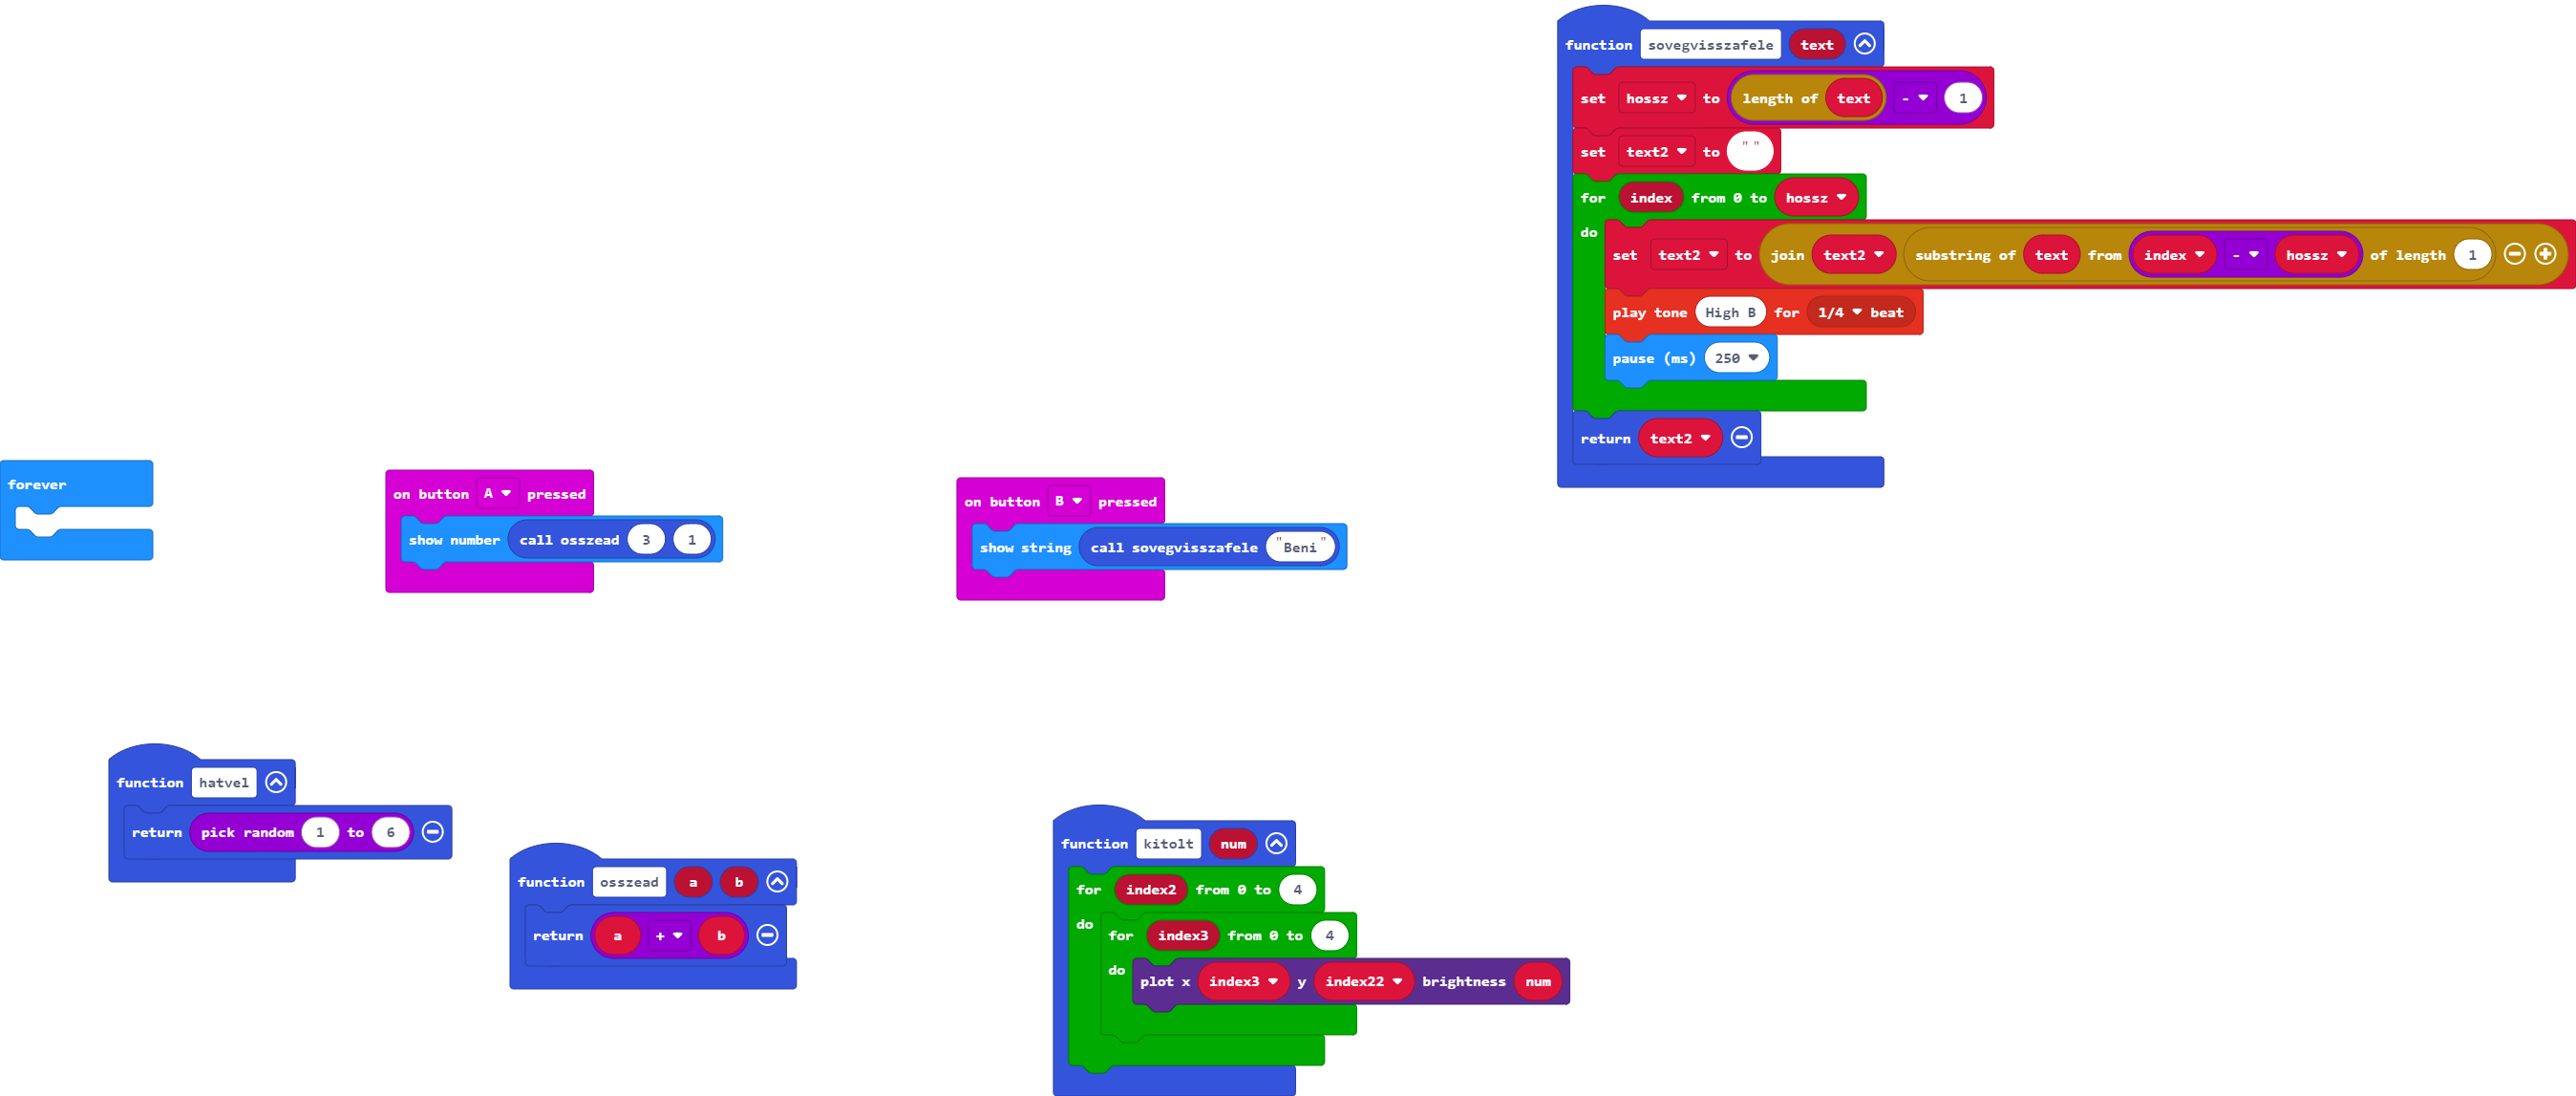 function sovegvisszafele text
set hossz to length of text - 1
set text2 to " "
for index from 0 to hossz
do
set text2 to join text2 substring of text from index - hossz of length 1
play tone High B for 1/4 beat
pause (ms) 250
return text2
forever
on button A pressed
show number call osszead 3 1
on button B pressed
show string call sovegvisszafele "Beni"
function hatvel
return pick random 1 to 6
function osszead a b
return a + b
function kitolt num
for index2 from 0 to 4
do
for index3 from 0 to 4
do
plot x index3 y index22 brightness num